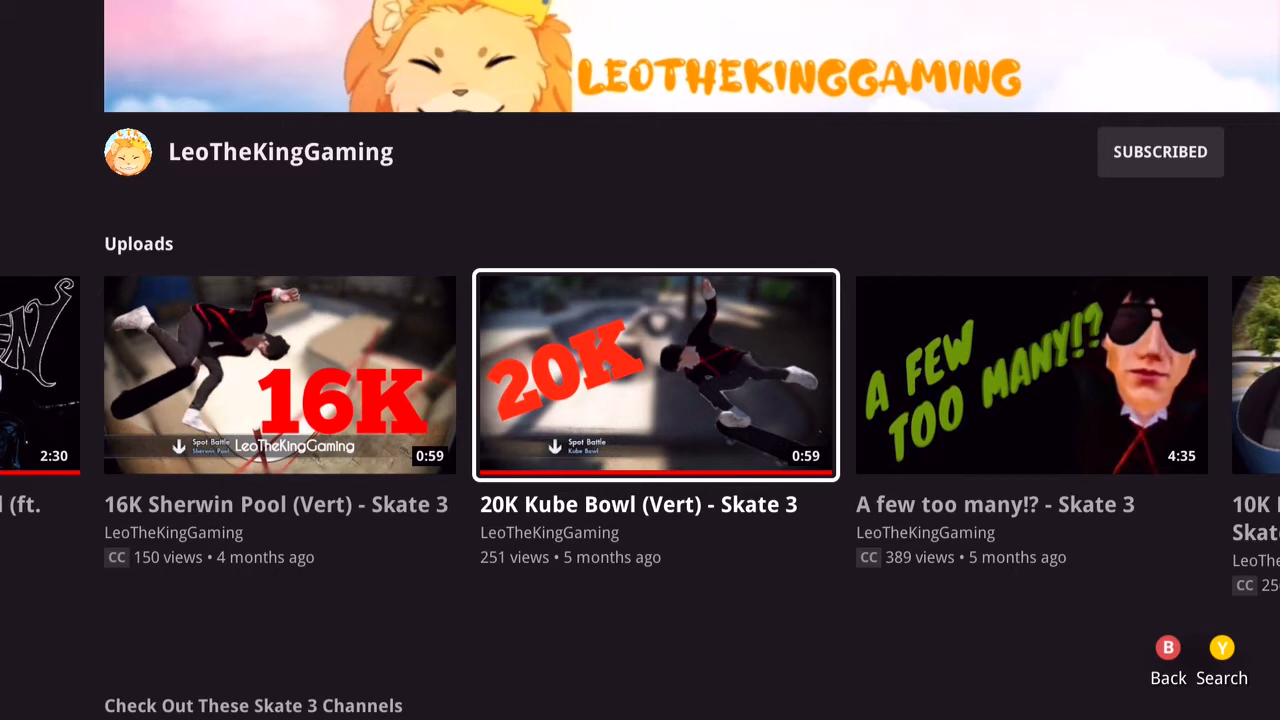 LEOTHEKINGGAMING
LeoTheKingGaming
SUBSCRIBED
Uploads
2:30
16K
Spot Battle
Sherwin Pool
LeoTheKingGaming
0:59
20K
Spot Battle
Kube Bowl
0:59
A FEW
TOO MANY!?
4:35
(ft.
16K Sherwin Pool (Vert) - Skate 3
LeoTheKingGaming
CC 150 views • 4 months ago
20K Kube Bowl (Vert) - Skate 3
LeoTheKingGaming
251 views • 5 months ago
A few too many!? - Skate 3
LeoTheKingGaming
CC 389 views • 5 months ago
10K
CC
B Y
Back Search
Check Out These Skate 3 Channels